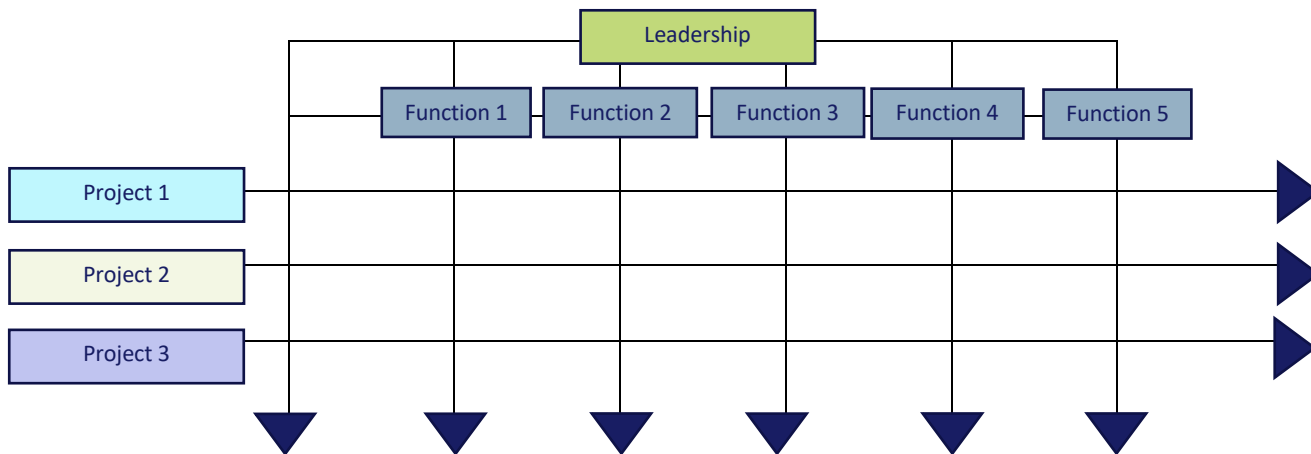 Leadership
Function 1
Function 2
Function 3
Function 4
Function 5
Project 1
Project 2
Project 3